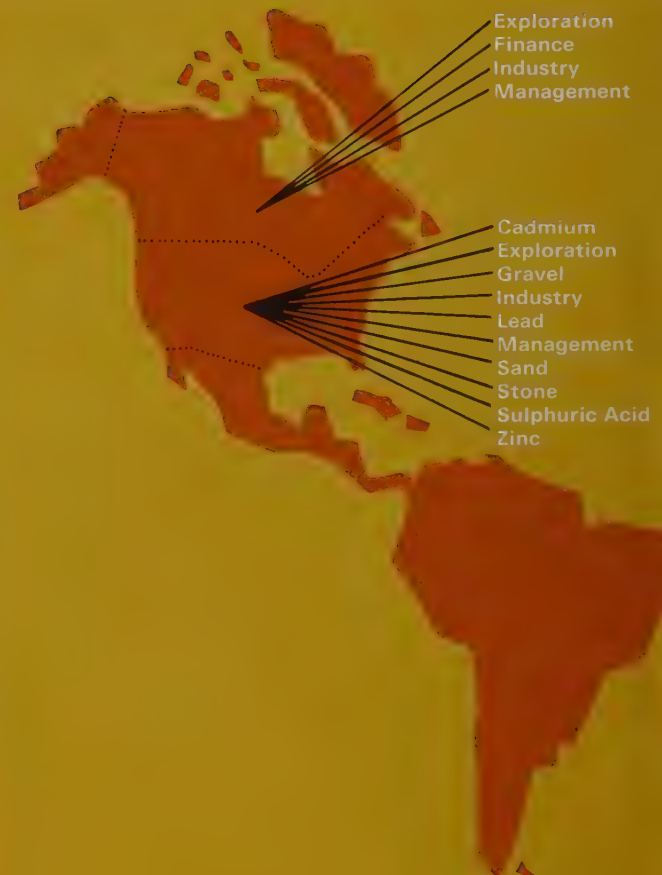 Exploration
Finance
Industry
Management
Cadmium
Exploration
Gravel
Industry
Lead
Management
Sand
Stone
Sulphuric Acid
Zinc